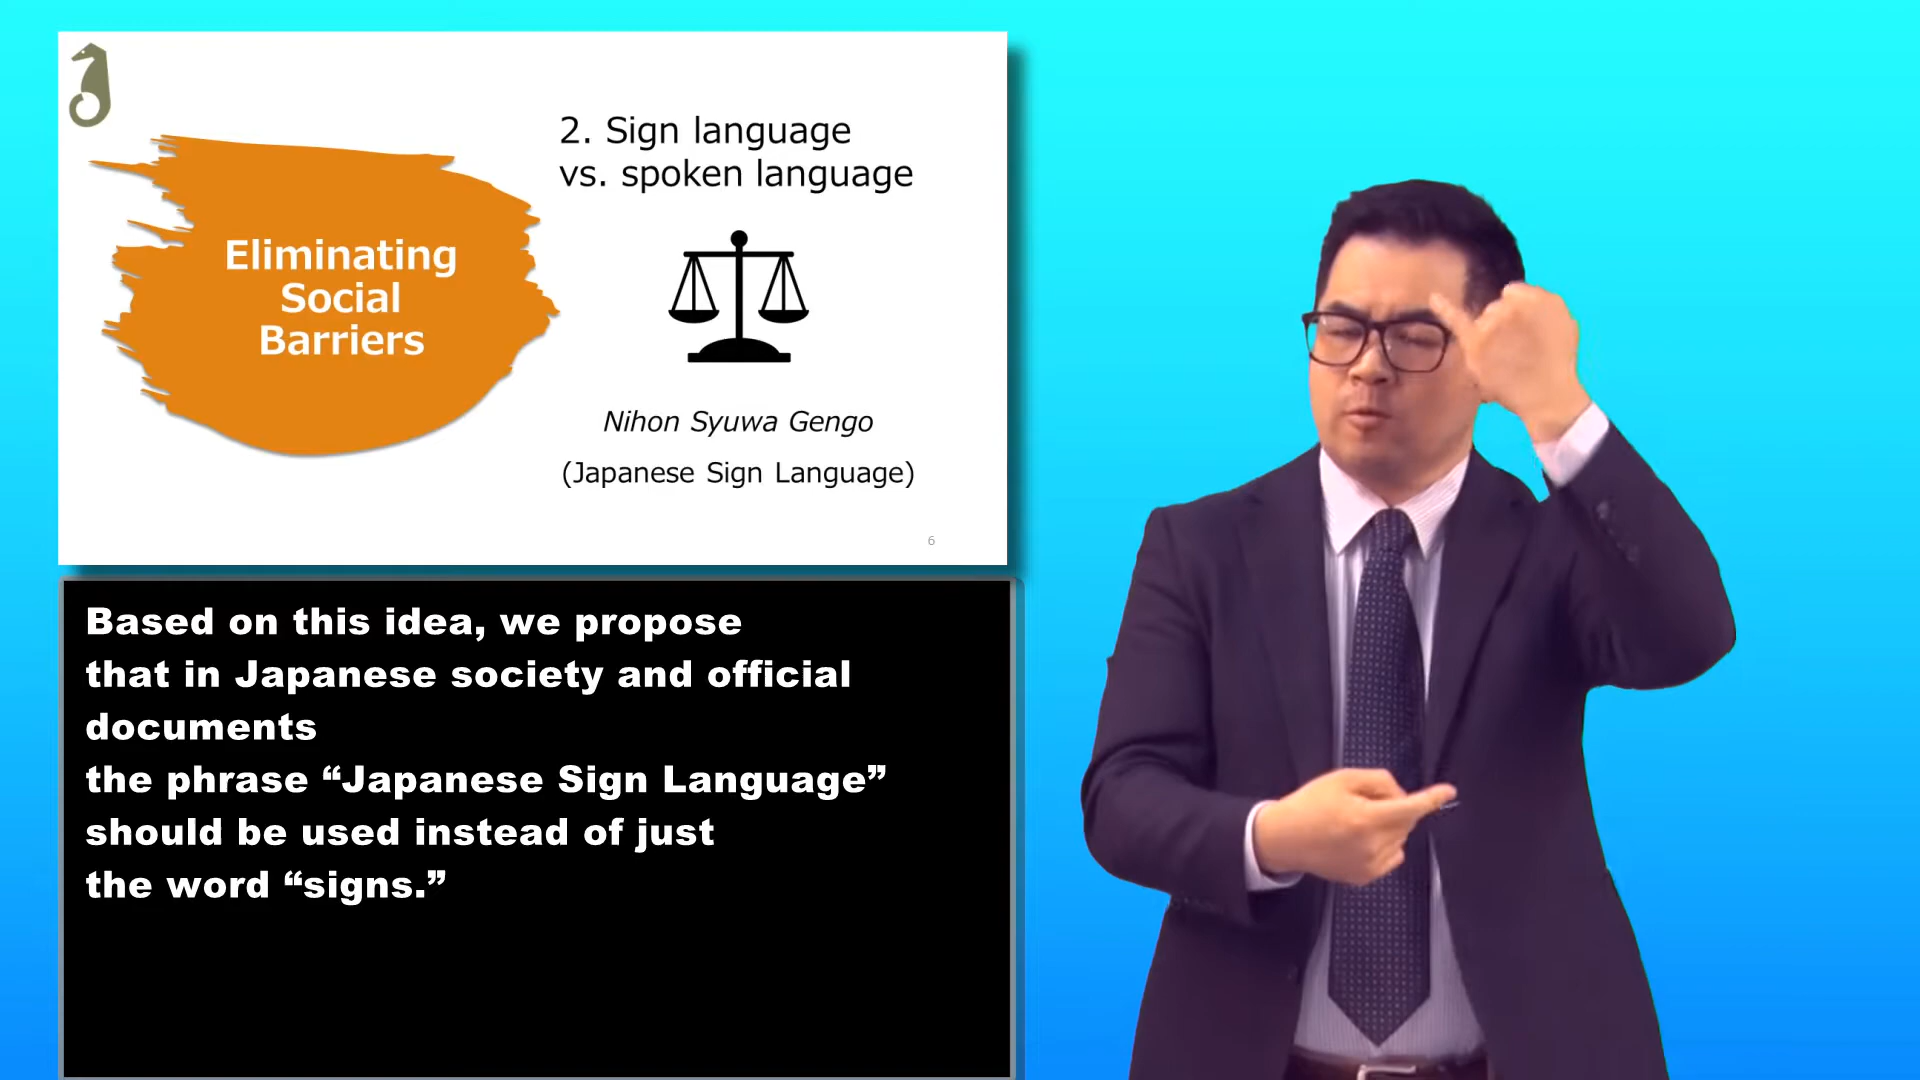 2. Sign language
vs. spoken language
Eliminating
Social
Barriers
Nihon Syuwa Gengo
(Japanese Sign Language)
6
Based on this idea, we propose
that in Japanese society and official
documents
the phrase “Japanese Sign Language”
should be used instead of just
the word “signs.”